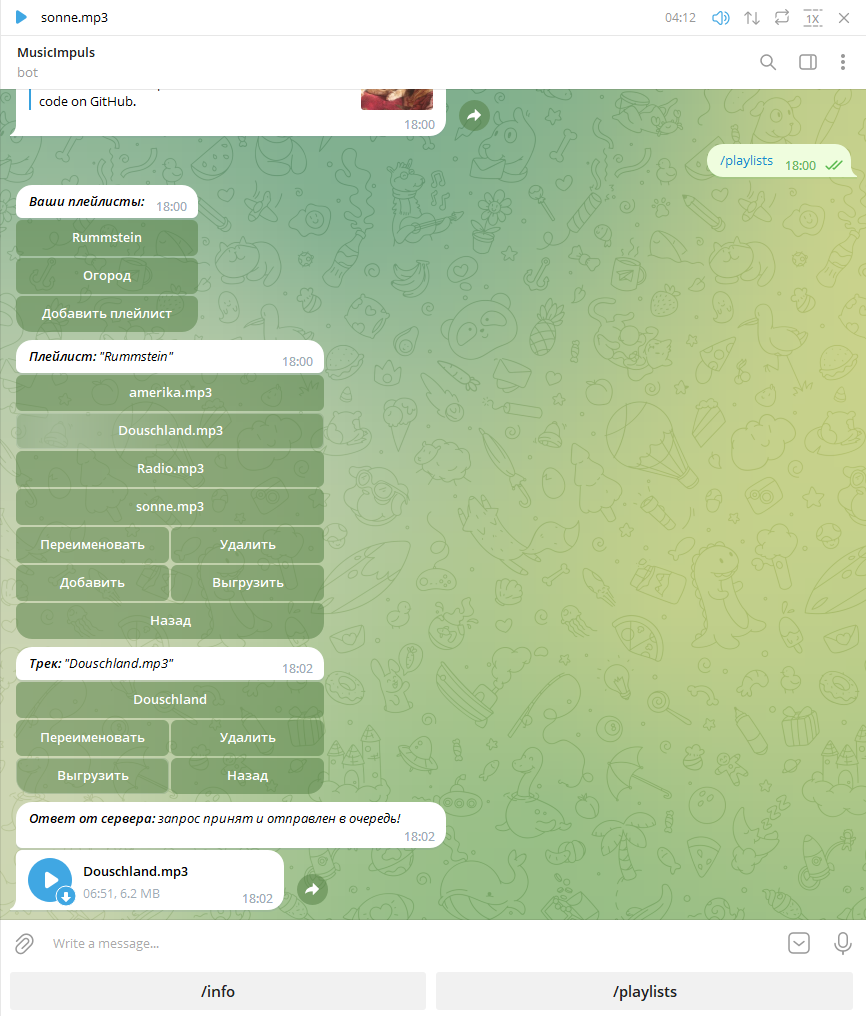 sonne.mp3
04:12
1X
MusicImpuls
bot
code on GitHub.
18:00
/playlists 18:00
Ваши плейлисты: 18:00
Rummstein
Огород
Добавить плейлист
Плейлист: "Rummstein" 18:00
amerika.mp3
Douschland.mp3
Radio.mp3
sonne.mp3
Переименовать Удалить
Добавить Выгрузить
Назад
Трек: "Douschland.mp3" 18:02
Douschland
Переименовать Удалить
Выгрузить Назад
Ответ от сервера: запрос принят и отправлен в очередь!
18:02
Douschland.mp3
06:51, 6.2 MB 18:02
Write a message...
/info /playlists